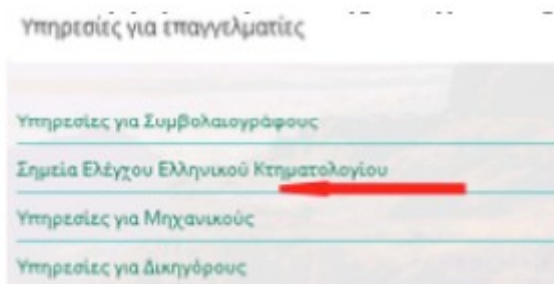 Υπηρεσίες για επαγγελματίες
Υπηρεσίες για Συμβολαιογράφους
Σημεία Ελέγχου Ελληνικού Κτηματολογίου
Υπηρεσίες για Μηχανικούς
Υπηρεσίες για Δικηγόρους